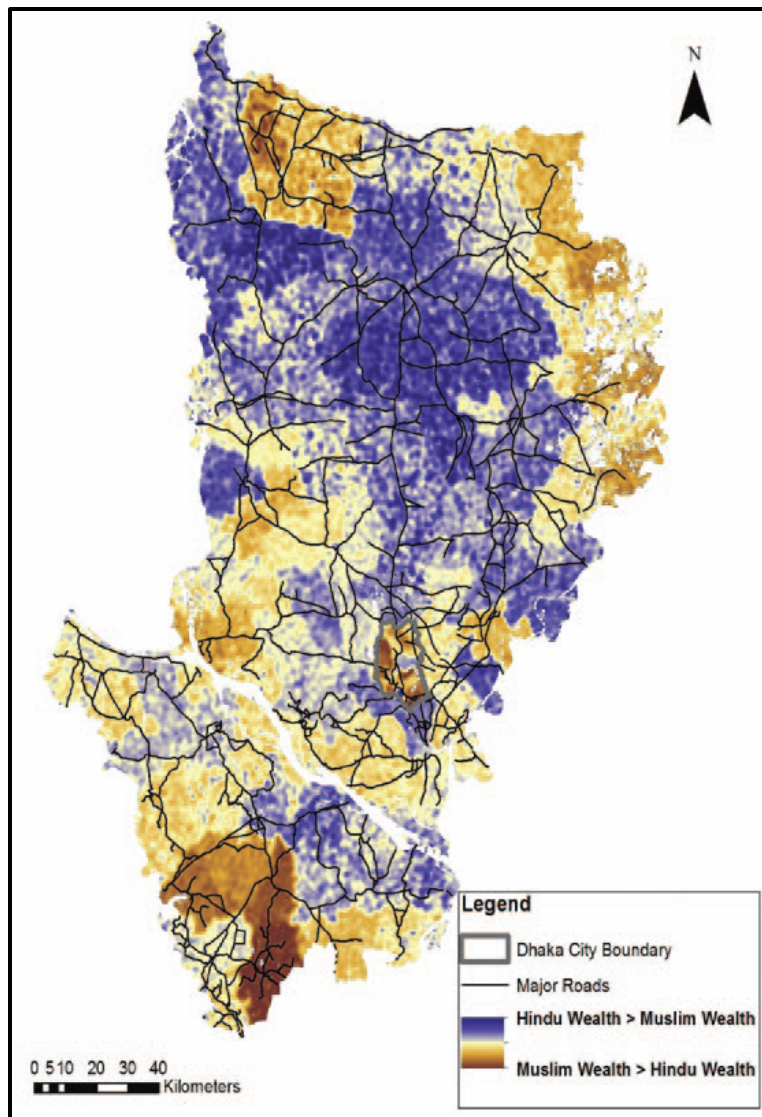 N
Legend
Dhaka City Boundary
Major Roads
Hindu Wealth > Muslim Wealth
Muslim Wealth > Hindu Wealth
0 5 10 20 30 40
Kilometers